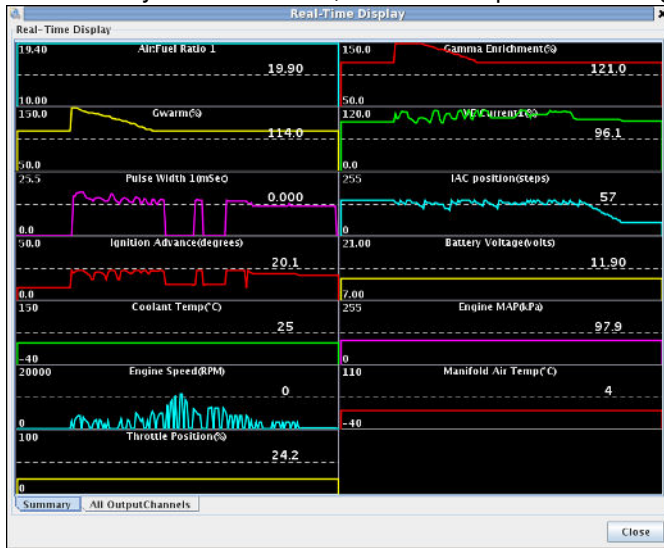 Real-Time Display
Real-Time Display
19.40 Air:Fuel Ratio 1
19.90
10.00
150.0 Gamma Enrichment(%)
121.0
50.0
150.0 Gwarm(%)
114.0
50.0
120.0 VE Current1(%)
96.1
0.0
25.5 Pulse Width 1(mSec)
0.000
0.0
255 IAC position(steps)
57
0
50.0 Ignition Advance(degrees)
20.1
0.0
21.00 Battery Voltage(volts)
11.90
7.00
150 Coolant Temp(°C)
25
-40
255 Engine MAP(kPa)
97.9
0
20000 Engine Speed(RPM)
0
0
110 Manifold Air Temp(°C)
4
-40
100 Throttle Position(%)
24.2
0
Summary All OutputChannels
Close